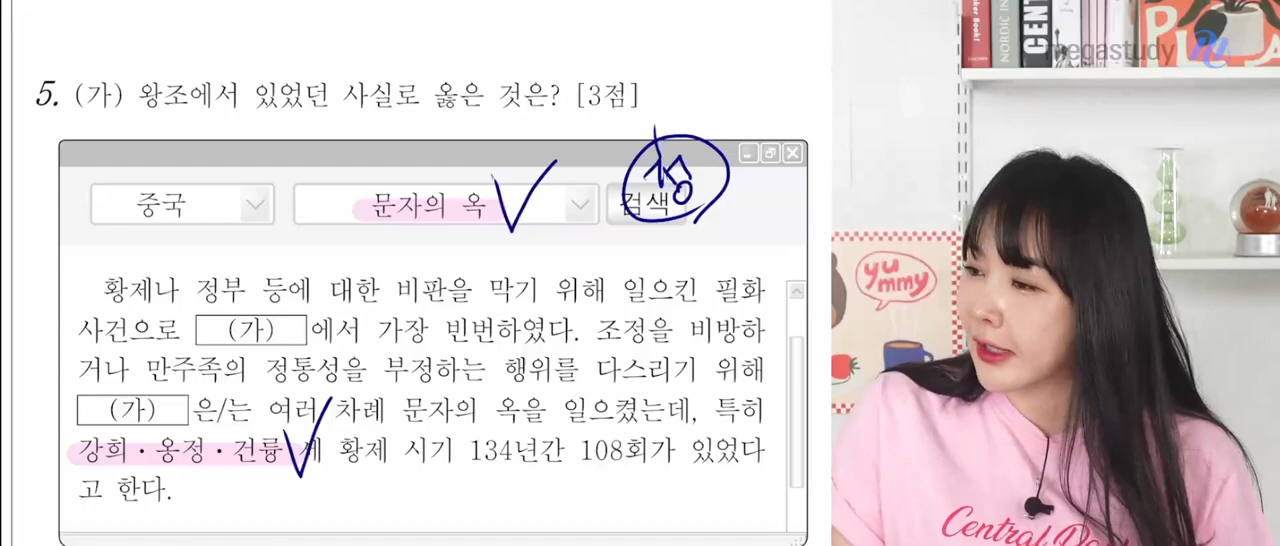 5. (가) 왕조에서 있었던 사실로 옳은 것은? [3점]
중국
문자의 옥
검색
청
황제나 정부 등에 대한 비판을 막기 위해 일으킨 필화
사건으로 (가) 에서 가장 빈번하였다. 조정을 비방하
거나 만주족의 정통성을 부정하는 행위를 다스리기 위해
(가) 은/는 여러 차례 문자의 옥을 일으켰는데, 특히
강희·옹정·건륭 세 황제 시기 134년간 108회가 있었다
고 한다.
megastudy
NORDIC
CENT
yummy
Central